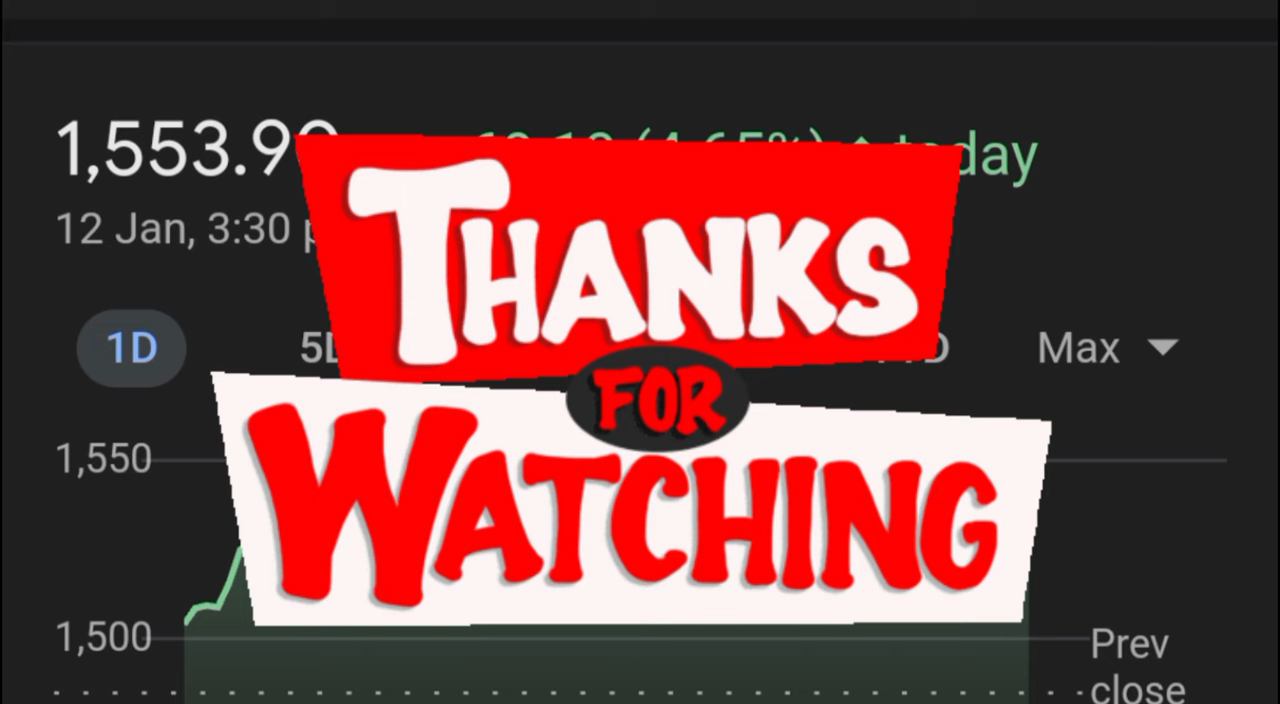 1,553.90
today
12 Jan, 3:30
THANKS
1D
Max
FOR
1,550
WATCHING
1,500
Prev
close